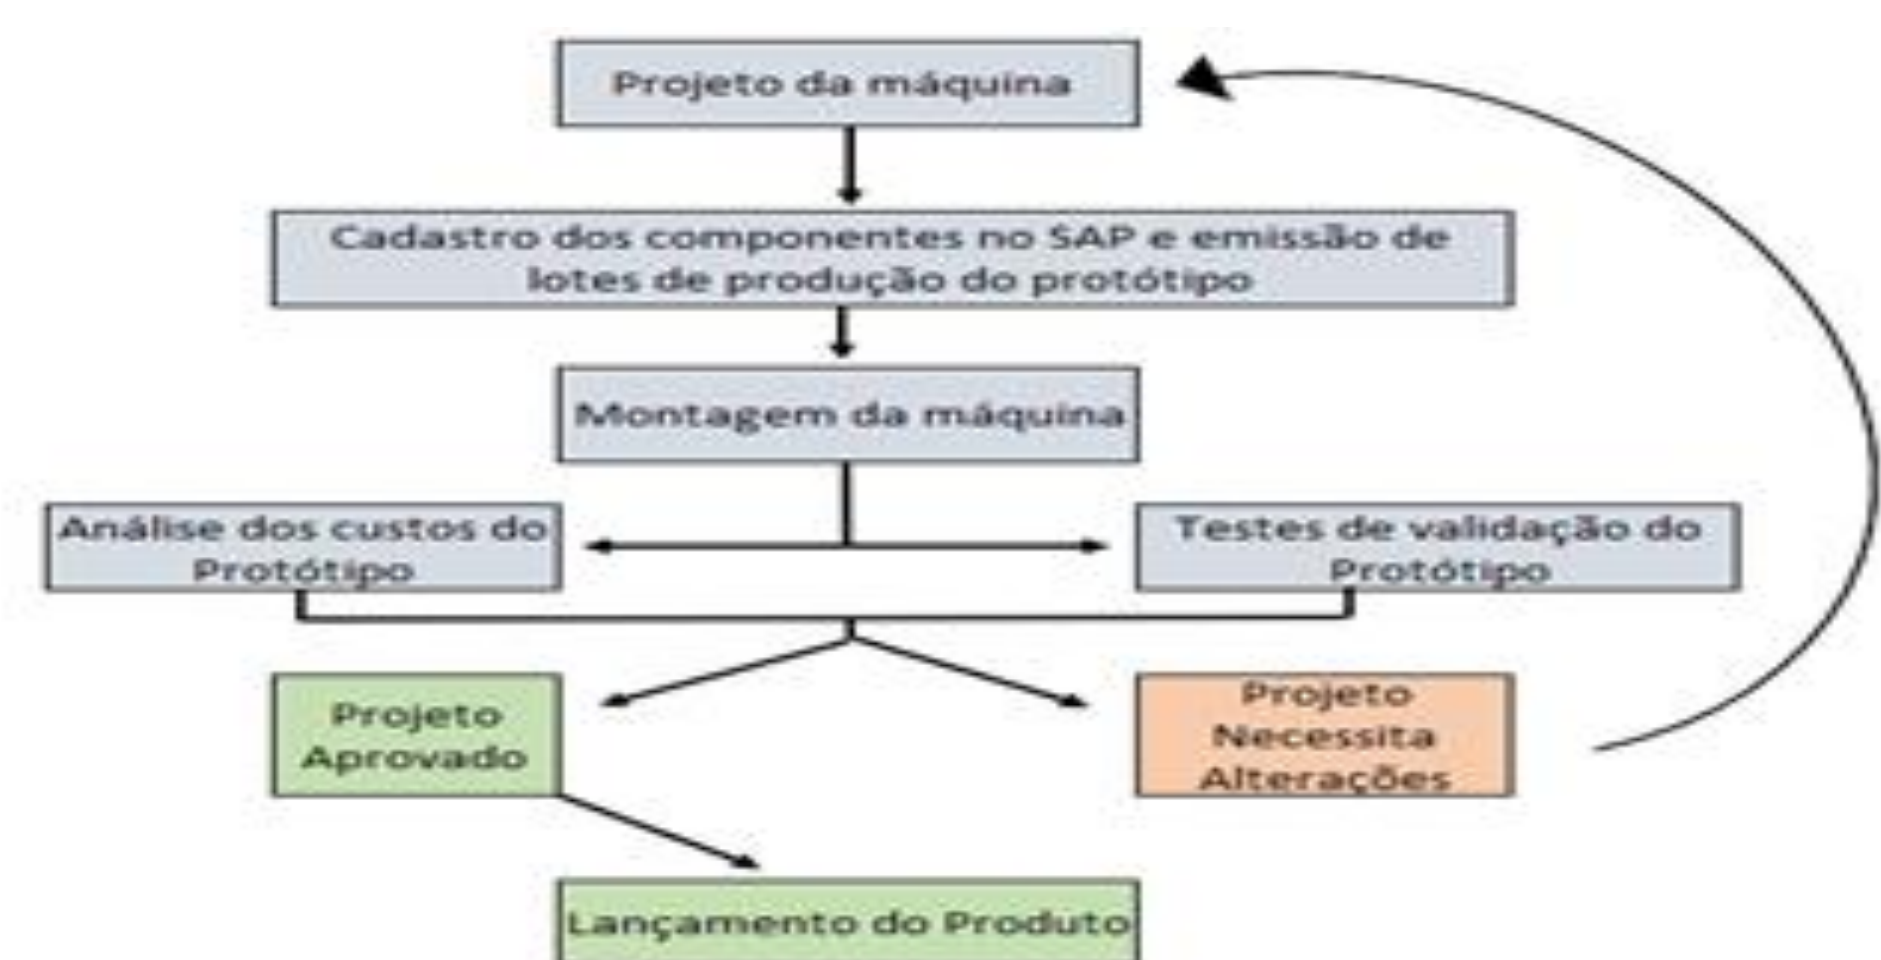 Projeto da máquina
Cadastro dos componentes no SAP e emissão de
lotes de produção do protótipo
Montagem da máquina
Análise dos custos do
Protótipo
Testes de validação do
Protótipo
Projeto
Aprovado
Projeto
Necessita
Alterações
Lançamento do Produto